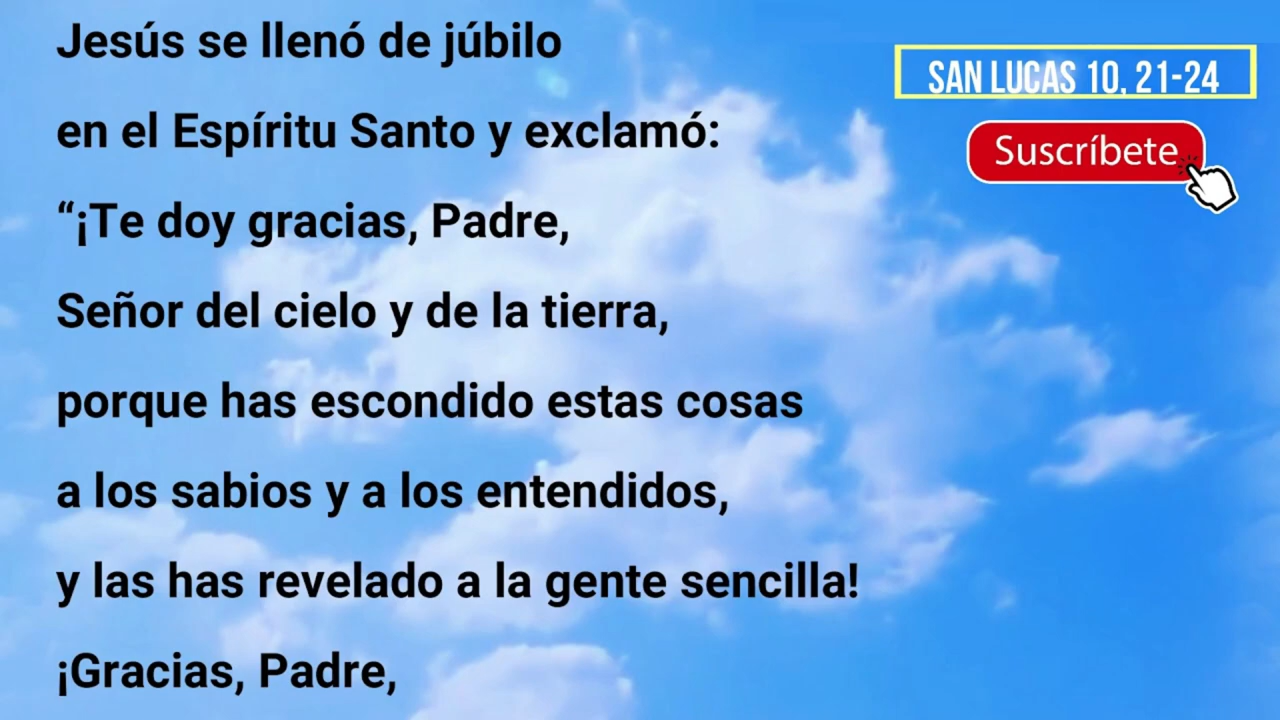 Jesús se llenó de júbilo
en el Espíritu Santo y exclamó:
“¡Te doy gracias, Padre,
Señor del cielo y de la tierra,
porque has escondido estas cosas
a los sabios y a los entendidos,
y las has revelado a la gente sencilla!
¡Gracias, Padre,
SAN LUCAS 10, 21-24
Suscríbete